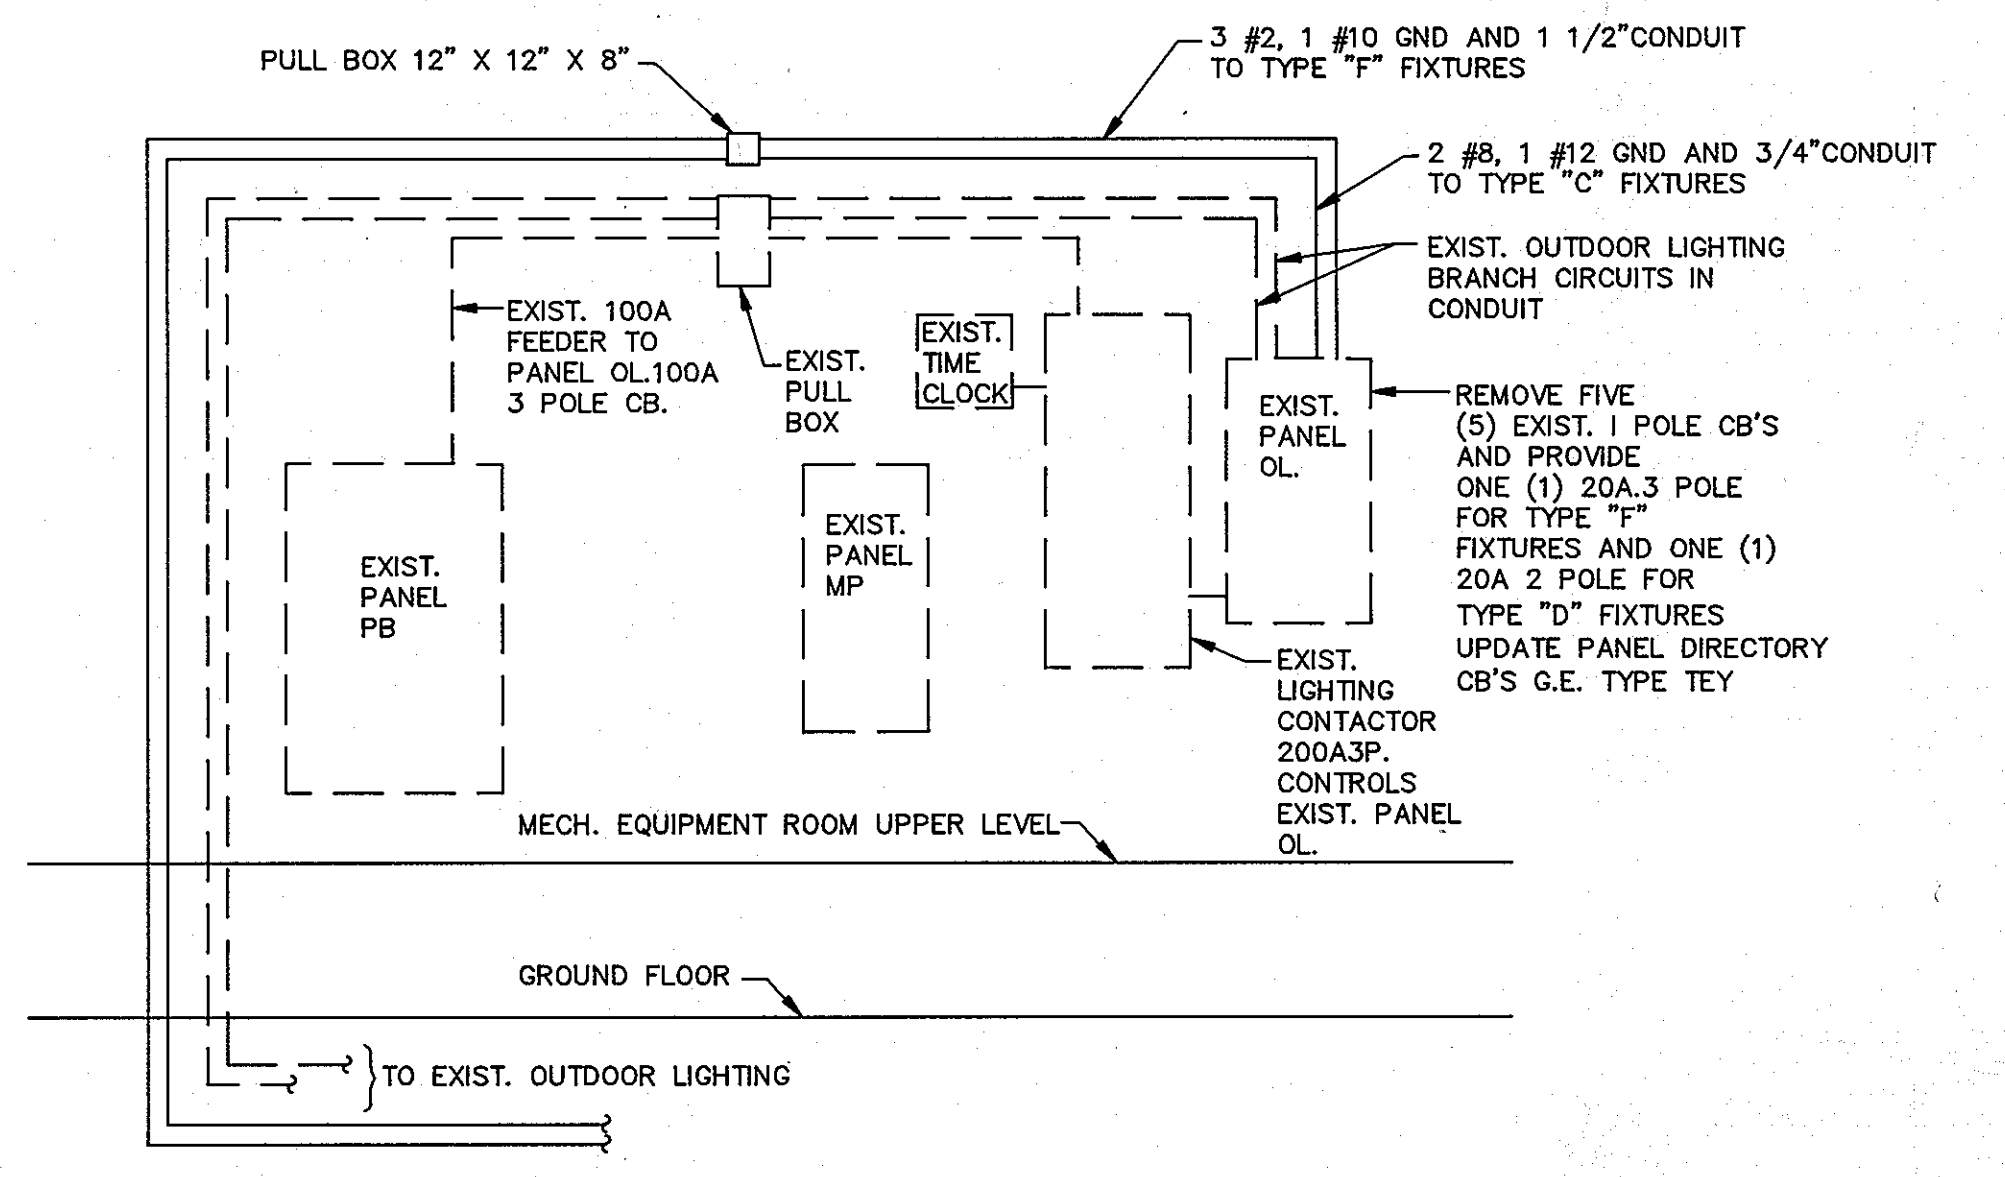 PULL BOX 12" X 12" X 8"
3 #2, 1 #10 GND AND 1 1/2"CONDUIT
TO TYPE "F" FIXTURES
2 #8, 1 #12 GND AND 3/4"CONDUIT
TO TYPE "C" FIXTURES
EXIST. OUTDOOR LIGHTING
BRANCH CIRCUITS IN
CONDUIT
EXIST. 100A
FEEDER TO
PANEL OL.100A
3 POLE CB.
EXIST.
PULL
BOX
EXIST.
TIME
CLOCK
EXIST.
PANEL
OL.
REMOVE FIVE
(5) EXIST. I POLE CB'S
AND PROVIDE
ONE (1) 20A.3 POLE
FOR TYPE "F"
FIXTURES AND ONE (1)
20A 2 POLE FOR
TYPE "D" FIXTURES
UPDATE PANEL DIRECTORY
CB'S G.E. TYPE TEY
EXIST.
PANEL
PB
EXIST.
PANEL
MP
EXIST.
LIGHTING
CONTACTOR
200A3P.
CONTROLS
EXIST. PANEL
OL.
MECH. EQUIPMENT ROOM UPPER LEVEL
GROUND FLOOR
TO EXIST. OUTDOOR LIGHTING